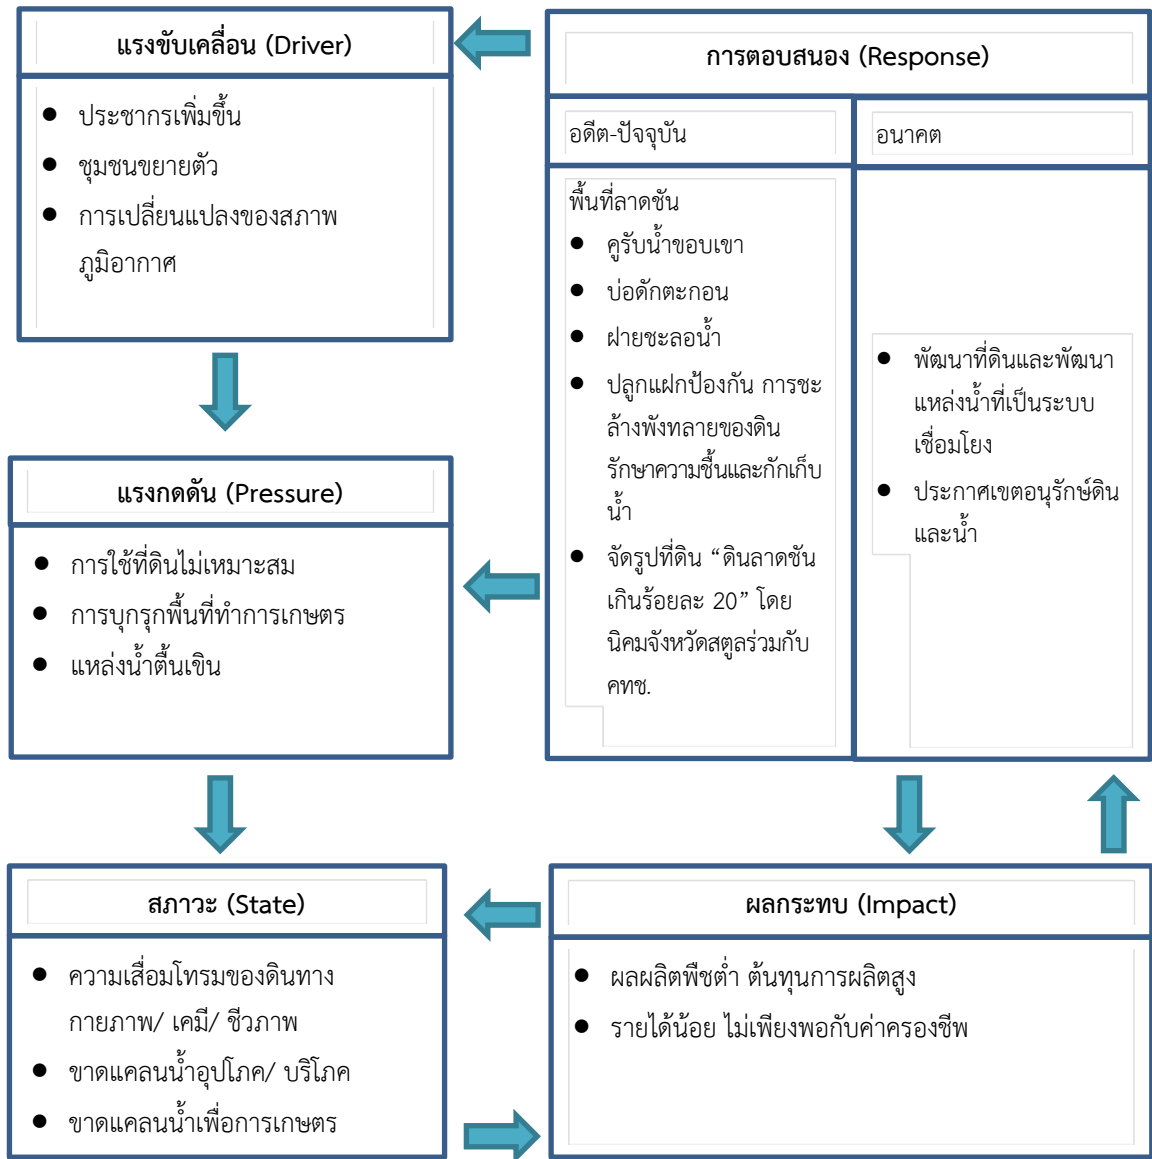 แรงขับเคลื่อน (Driver)
ประชากรเพิ่มขึ้น
ชุมชนขยายตัว
การเปลี่ยนแปลงของสภาพ
ภูมิอากาศ
แรงกดดัน (Pressure)
การใช้ที่ดินไม่เหมาะสม
การบุกรุกพื้นที่ทำการเกษตร
แหล่งน้ำตื้นเขิน
สภาวะ (State)
ความเสื่อมโทรมของดินทาง
กายภาพ/ เคมี/ ชีวภาพ
ขาดแคลนน้ำอุปโภค/ บริโภค
ขาดแคลนน้ำเพื่อการเกษตร
การตอบสนอง (Response)
อดีต-ปัจจุบัน
พื้นที่ลาดชัน
คูรับน้ำขอบเขา
บ่อดักตะกอน
ฝายชะลอน้ำ
ปลูกแฝกป้องกัน การชะ
ล้างพังทลายของดิน
รักษาความชื้นและกักเก็บ
น้ำ
จัดรูปที่ดิน “ดินลาดชัน
เกินร้อยละ 20” โดย
นิคมจังหวัดสตูลร่วมกับ
คทช.
อนาคต
พัฒนาที่ดินและพัฒนา
แหล่งน้ำที่เป็นระบบ
เชื่อมโยง
ประกาศเขตอนุรักษ์ดิน
และน้ำ
ผลกระทบ (Impact)
ผลผลิตพืชต่ำ ต้นทุนการผลิตสูง
รายได้น้อย ไม่เพียงพอกับค่าครองชีพ